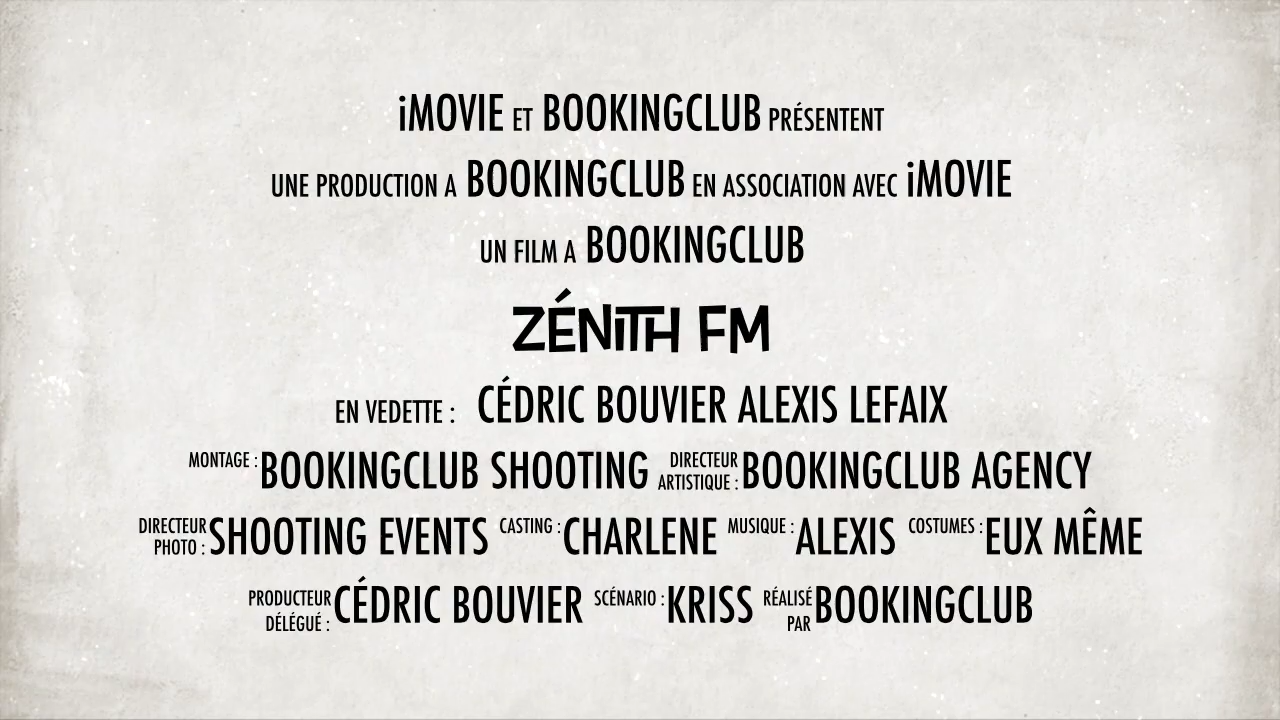 iMOVIE ET BOOKINGCLUB PRÉSENTENT
UNE PRODUCTION A BOOKINGCLUB EN ASSOCIATION AVEC iMOVIE
UN FILM A BOOKINGCLUB
ZÉNiTH FM
EN VEDETTE : CÉDRIC BOUVIER ALEXIS LEFAIX
MONTAGE : BOOKINGCLUB SHOOTING DIRECTEUR ARTISTIQUE : BOOKINGCLUB AGENCY
DIRECTEUR PHOTO : SHOOTING EVENTS CASTING : CHARLENE MUSIQUE : ALEXIS COSTUMES : EUX MÊME
PRODUCTEUR DÉLÉGUÉ : CÉDRIC BOUVIER SCÉNARIO : KRISS RÉALISÉ PAR BOOKINGCLUB